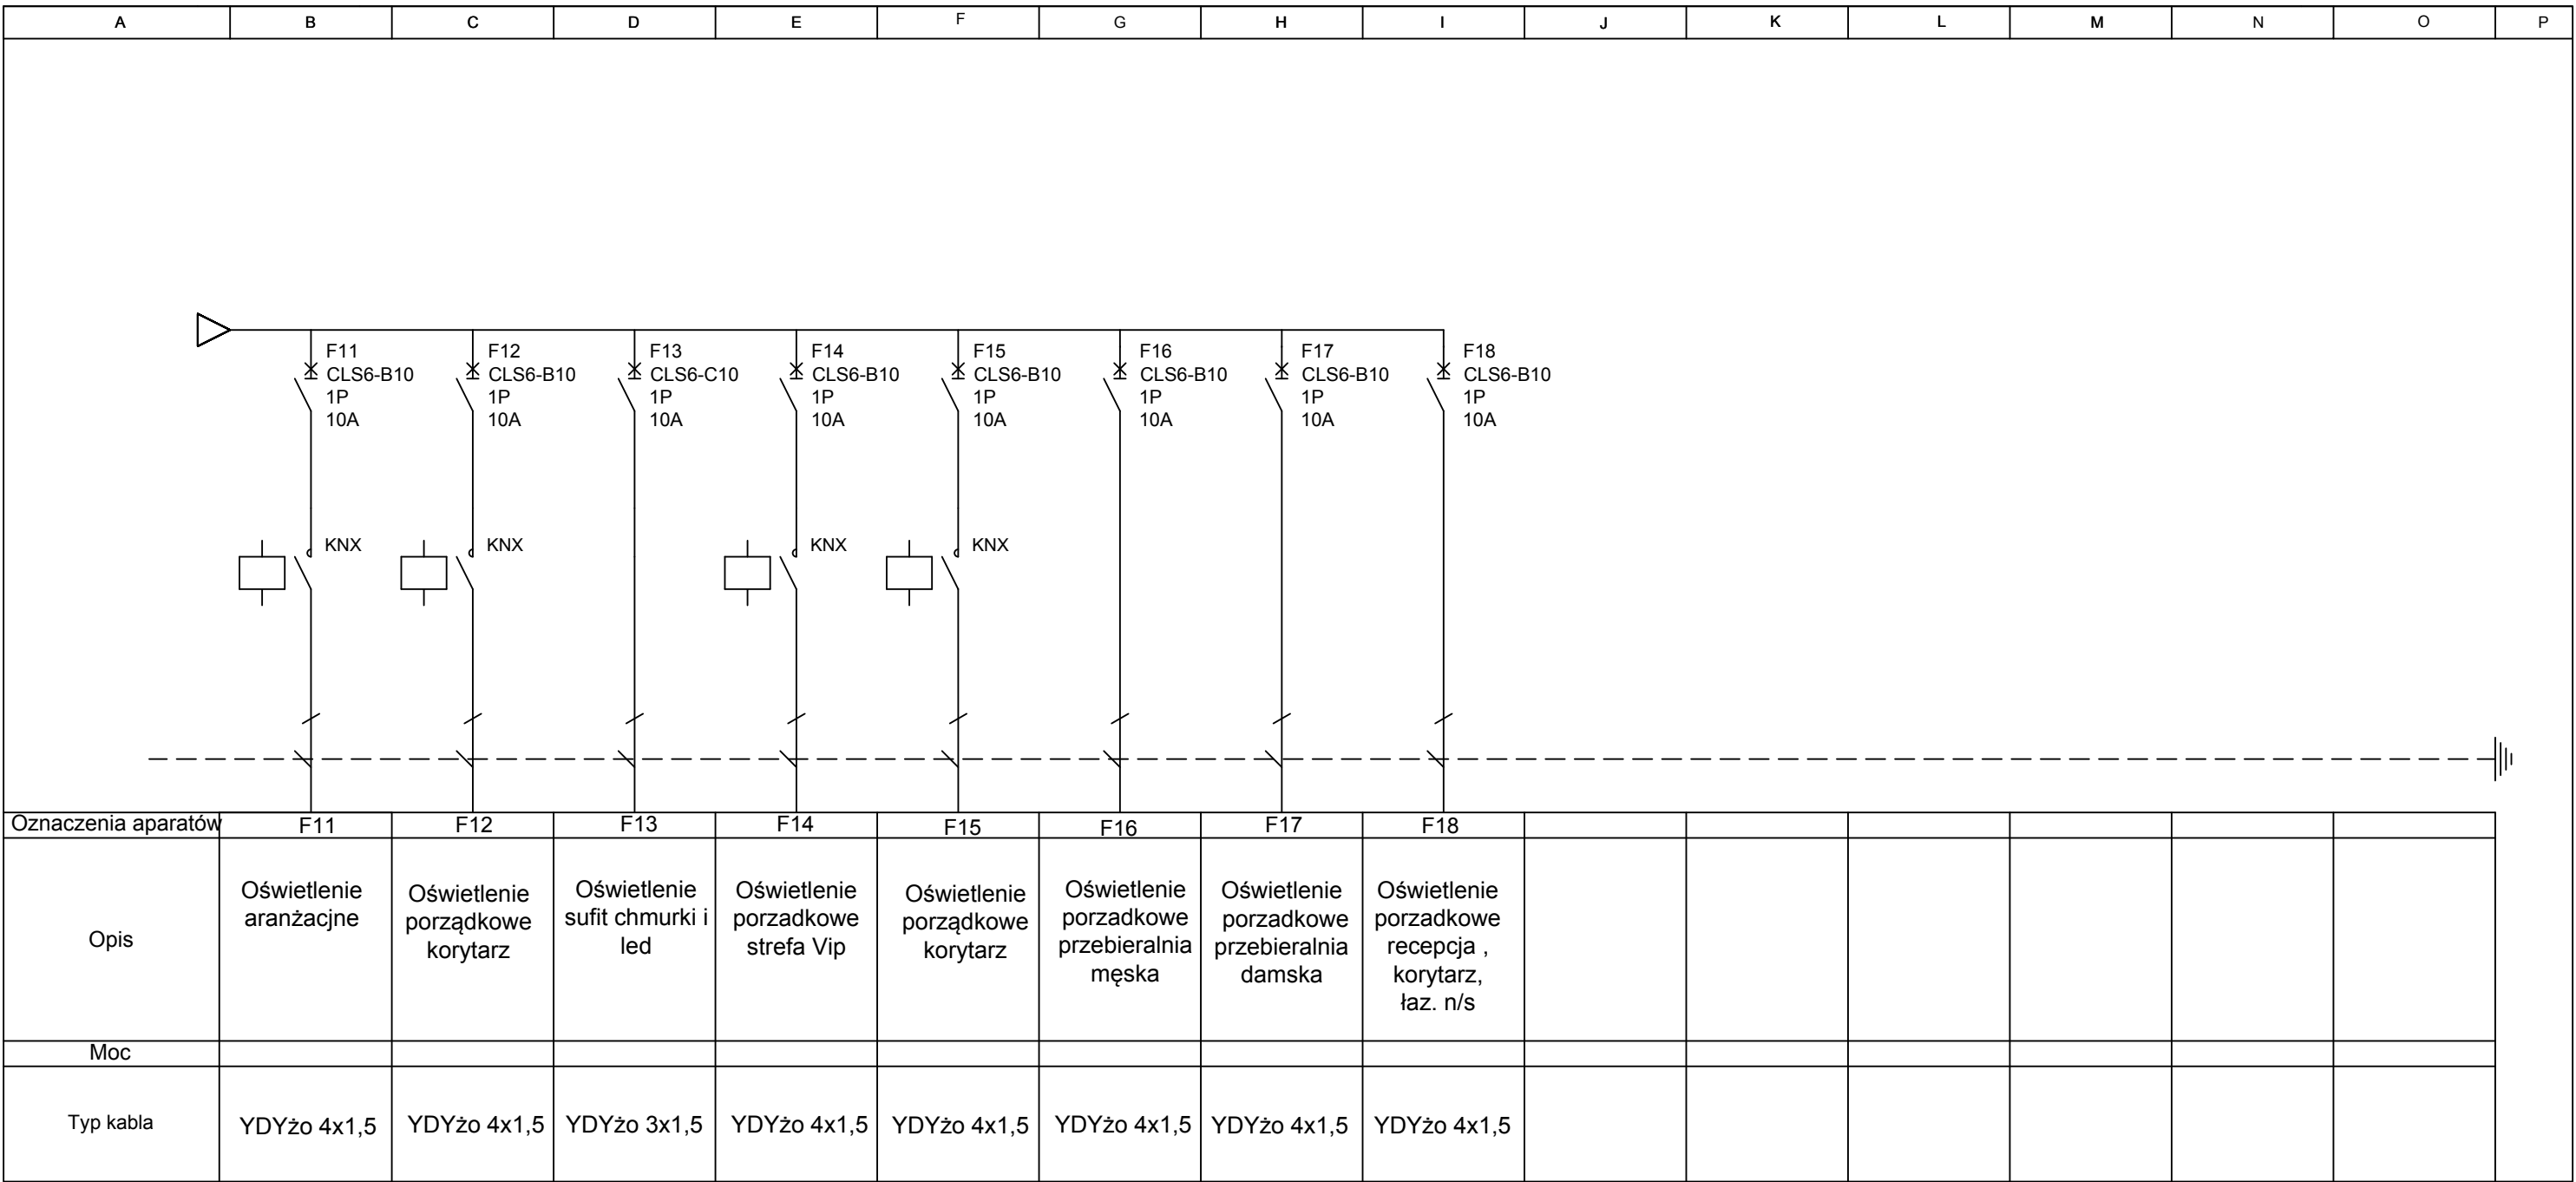 A B C D E F G H I J K L M N O P
F11 F12 F13 F14 F15 F16 F17 F18
CLS6-B10 CLS6-B10 CLS6-C10 CLS6-B10 CLS6-B10 CLS6-B10 CLS6-B10 CLS6-B10
1P 1P 1P 1P 1P 1P 1P 1P
10A 10A 10A 10A 10A 10A 10A 10A
KNX KNX KNX KNX
Oznaczenia aparatów F11 F12 F13 F14 F15 F16 F17 F18
Opis
Oświetlenie
aranżacjne
Oświetlenie
porządkowe
korytarz
Oświetlenie
sufit chmurki i
led
Oświetlenie
porzadkowe
strefa Vip
Oświetlenie
porządkowe
korytarz
Oświetlenie
porzadkowe
przebieralnia
męska
Oświetlenie
porzadkowe
przebieralnia
damska
Oświetlenie
porzadkowe
recepcja ,
korytarz,
łaz. n/s
Moc
Typ kabla YDYżo 4x1,5 YDYżo 4x1,5 YDYżo 3x1,5 YDYżo 4x1,5 YDYżo 4x1,5 YDYżo 4x1,5 YDYżo 4x1,5 YDYżo 4x1,5